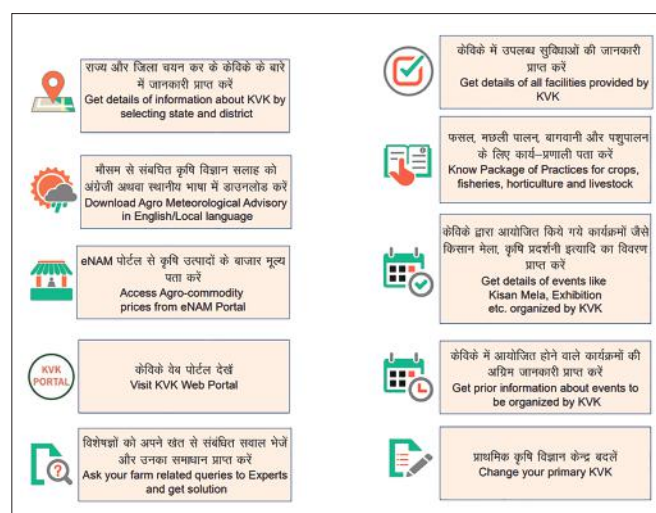 राज्य और जिला चयन कर के केविके के बारे
में जानकारी प्राप्त करें
Get details of information about KVK by
selecting state and district
मौसम से संबधित कृषि विज्ञान सलाह को
अंग्रेजी अथवा स्थानीय भाषा में डाउनलोड करें
Download Agro Meteorological Advisory
in English/Local language
eNAM पोर्टल से कृषि उत्पादों के बाजार मूल्य
पता करें
Access Agro-commodity
prices from eNAM Portal
KVK
PORTAL
केविके वेब पोर्टल देखें
Visit KVK Web Portal
विशेषज्ञों को अपने खेत से संबंधित सवाल भेजें
और उनका समाधान प्राप्त करें
Ask your farm related queries to Experts
and get solution
केविके में उपलब्ध सुविधाओं की जानकारी
प्राप्त करें
Get details of all facilities provided by
KVK
फसल, मछली पालन, बागवानी और पशुपालन
के लिए कार्य–प्रणाली पता करें
Know Package of Practices for crops,
fisheries, horticulture and livestock
केविके द्वारा आयोजित किये गये कार्यक्रमों जैसे
किसान मेला, कृषि प्रदर्शनी इत्यादि का विवरण
प्राप्त करें
Get details of events like
Kisan Mela, Exhibition
etc. organized by KVK
केविके में आयोजित होने वाले कार्यक्रमों की
अग्रिम जानकारी प्राप्त करें
Get prior information about events to
be organized by KVK
प्राथमिक कृषि विज्ञान केन्द्र बदलें
Change your primary KVK